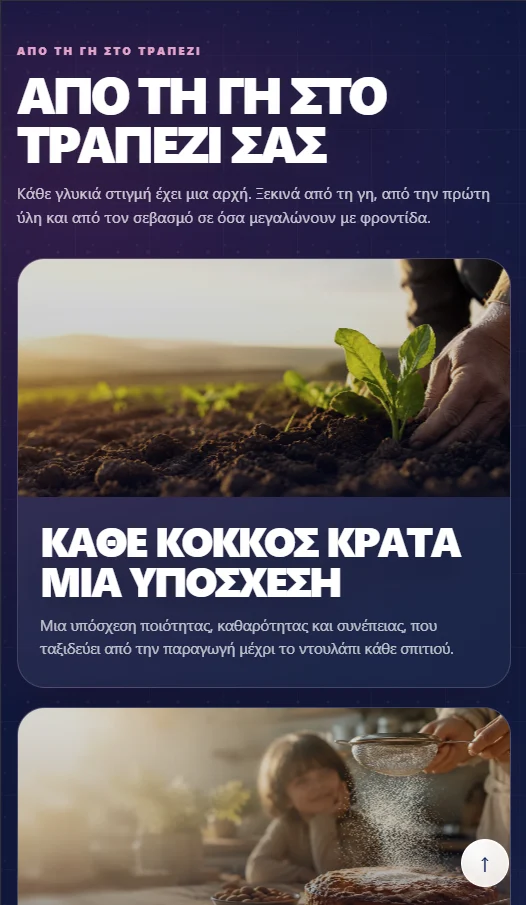 ΑΠΟ ΤΗ ΓΗ ΣΤΟ ΤΡΑΠΕΖΙ
ΑΠΟ ΤΗ ΓΗ ΣΤΟ
ΤΡΑΠΕΖΙ ΣΑΣ
Κάθε γλυκιά στιγμή έχει μια αρχή. Ξεκινά από τη γη, από την πρώτη
ύλη και από τον σεβασμό σε όσα μεγαλώνουν με φροντίδα.
ΚΑΘΕ ΚΟΚΚΟΣ ΚΡΑΤΑ
ΜΙΑ ΥΠΟΣΧΕΣΗ
Μια υπόσχεση ποιότητας, καθαρότητας και συνέπειας, που
ταξιδεύει από την παραγωγή μέχρι το ντουλάπι κάθε σπιτιού.
↑